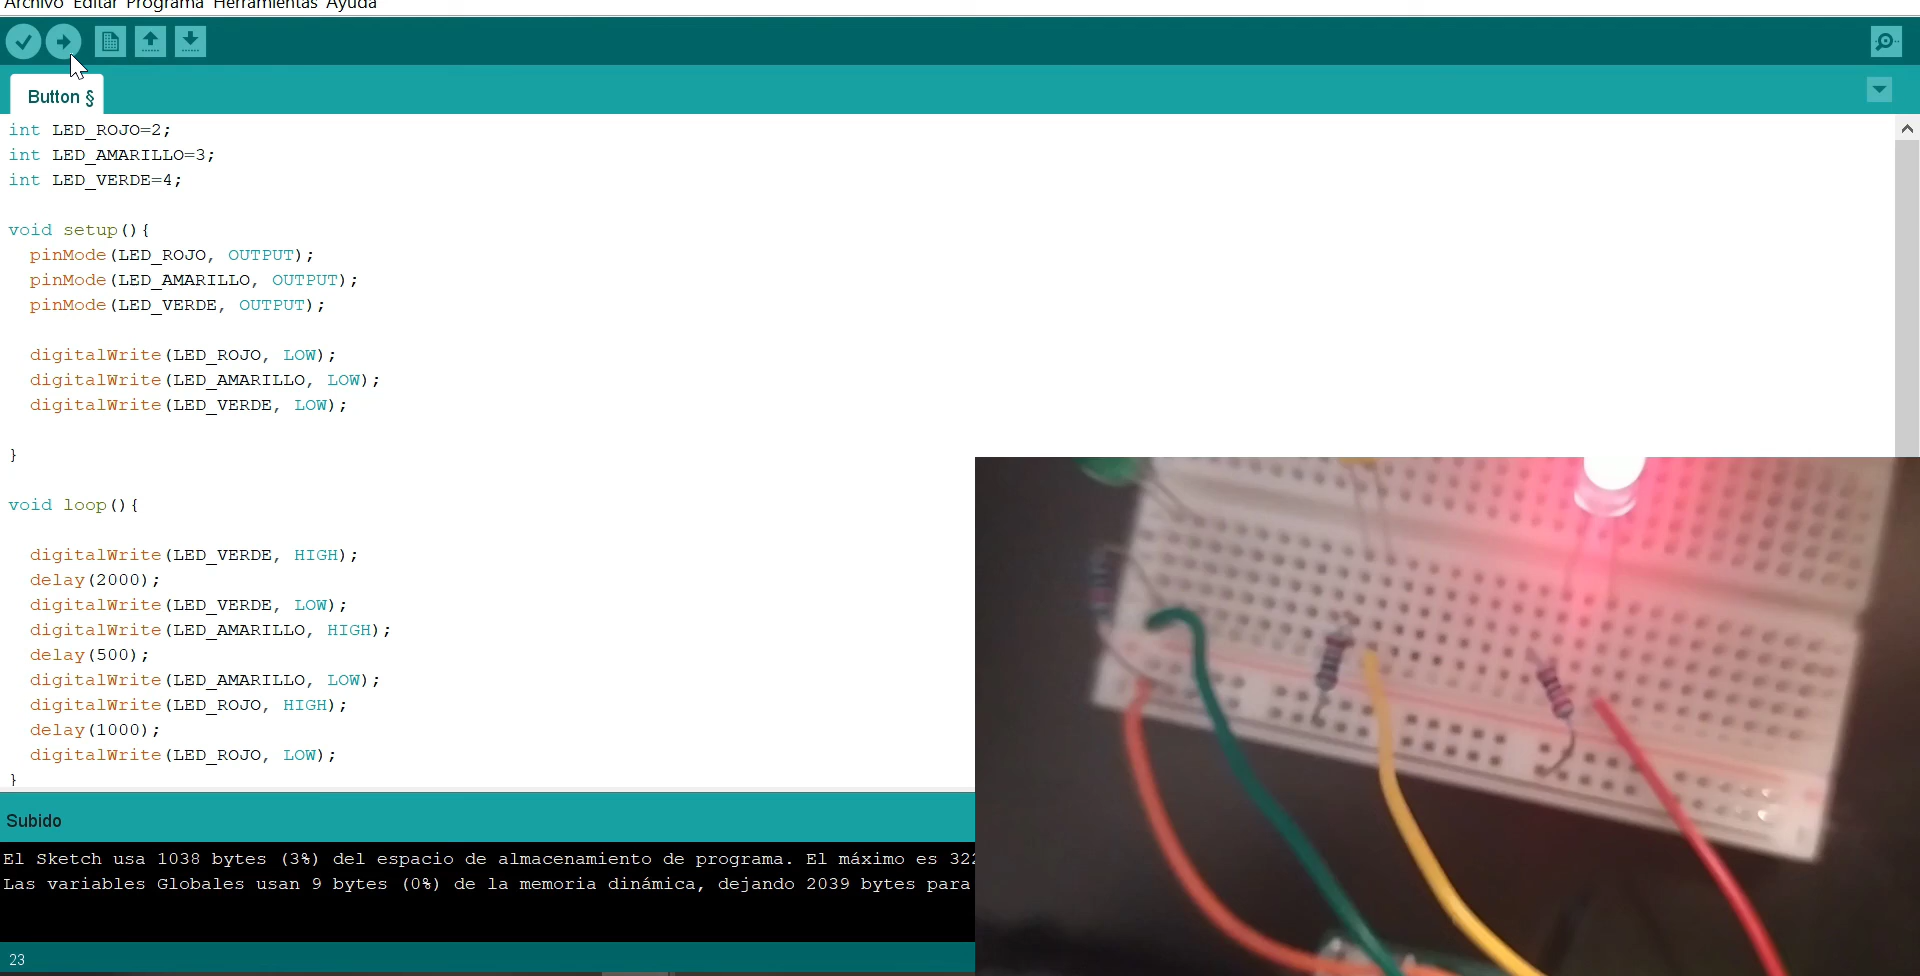 Archivo Editar Programa Herramientas Ayuda
Button §
int LED_ROJO=2;
int LED_AMARILLO=3;
int LED_VERDE=4;
void setup(){
pinMode(LED_ROJO, OUTPUT);
pinMode(LED_AMARILLO, OUTPUT);
pinMode(LED_VERDE, OUTPUT);
digitalWrite(LED_ROJO, LOW);
digitalWrite(LED_AMARILLO, LOW);
digitalWrite(LED_VERDE, LOW);
}
void loop(){
digitalWrite(LED_VERDE, HIGH);
delay(2000);
digitalWrite(LED_VERDE, LOW);
digitalWrite(LED_AMARILLO, HIGH);
delay(500);
digitalWrite(LED_AMARILLO, LOW);
digitalWrite(LED_ROJO, HIGH);
delay(1000);
digitalWrite(LED_ROJO, LOW);
}
Subido
El Sketch usa 1038 bytes (3%) del espacio de almacenamiento de programa. El máximo es 322
Las variables Globales usan 9 bytes (0%) de la memoria dinámica, dejando 2039 bytes para
23